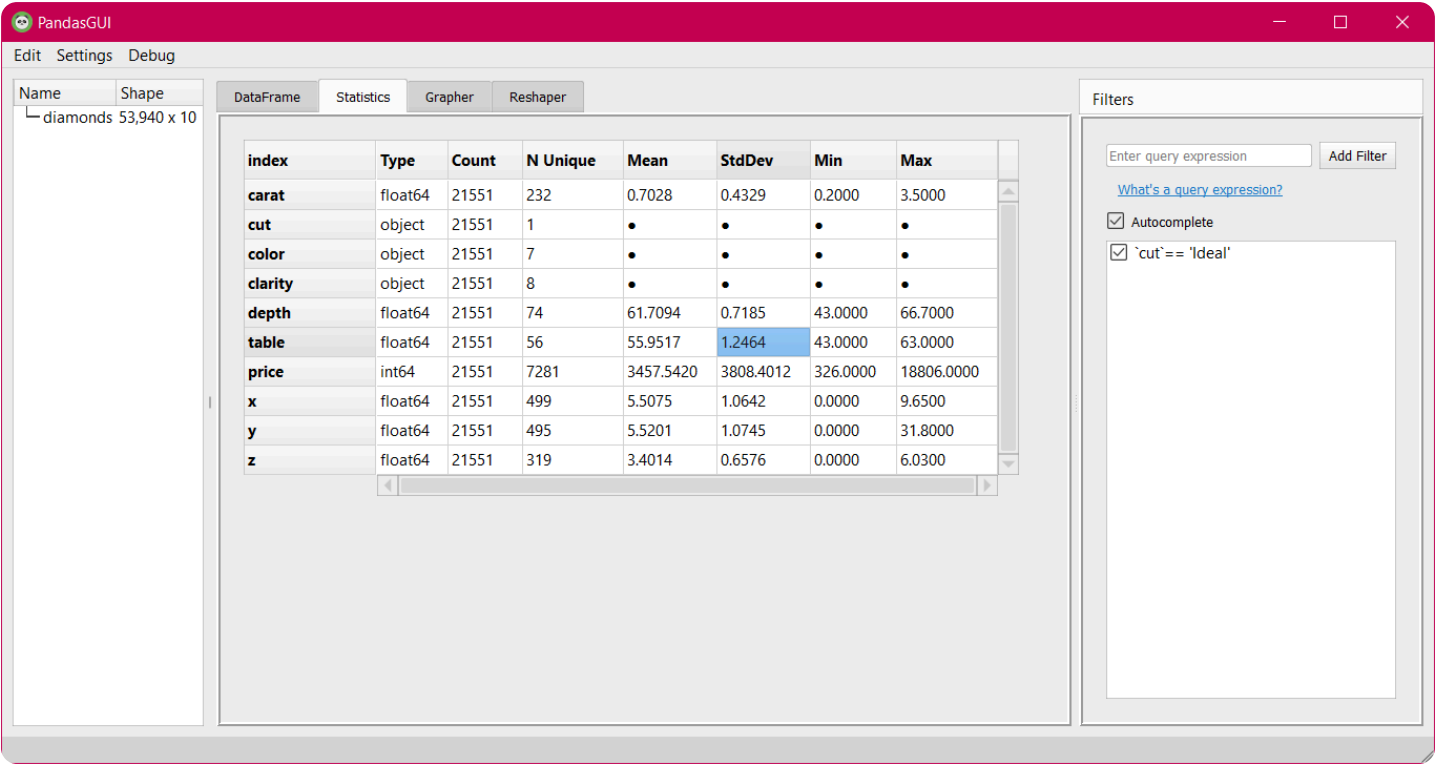 PandasGUI
Edit Settings Debug
Name Shape
diamonds 53,940 x 10
DataFrame Statistics Grapher Reshaper
index Type Count N Unique Mean StdDev Min Max
carat float64 21551 232 0.7028 0.4329 0.2000 3.5000
cut object 21551 1 ● ● ● ●
color object 21551 7 ● ● ● ●
clarity object 21551 8 ● ● ● ●
depth float64 21551 74 61.7094 0.7185 43.0000 66.7000
table float64 21551 56 55.9517 1.2464 43.0000 63.0000
price int64 21551 7281 3457.5420 3808.4012 326.0000 18806.0000
x float64 21551 499 5.5075 1.0642 0.0000 9.6500
y float64 21551 495 5.5201 1.0745 0.0000 31.8000
z float64 21551 319 3.4014 0.6576 0.0000 6.0300
Filters
Enter query expression Add Filter
What's a query expression?
Autocomplete
`cut`== 'Ideal'